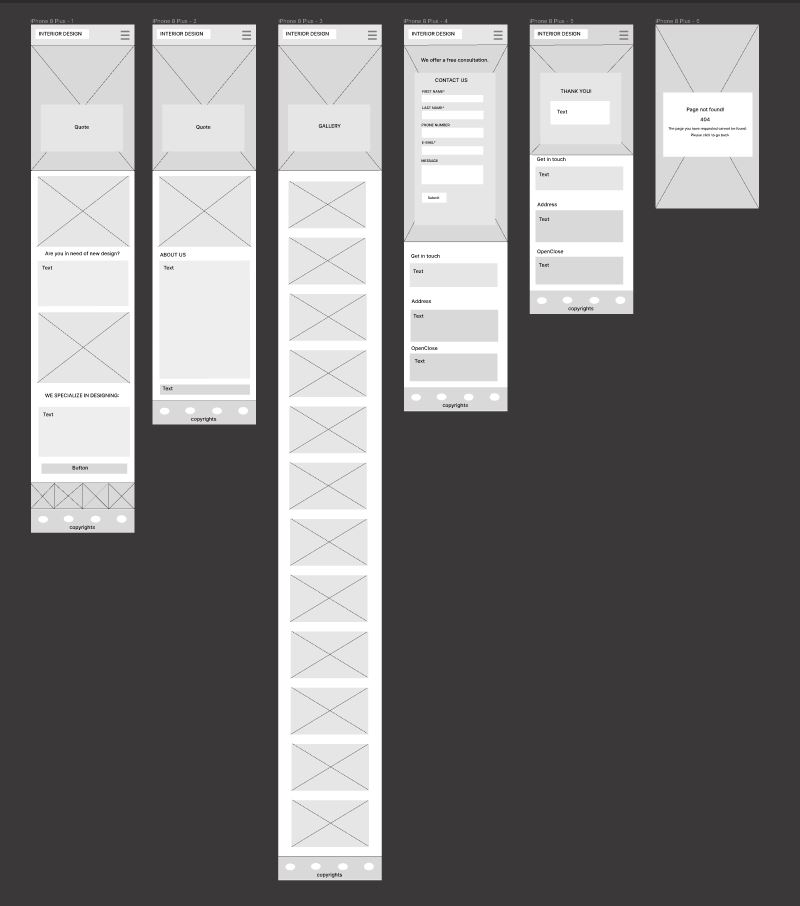 iPhone 8 Plus - 1
INTERIOR DESIGN
Quote
Are you in need of new design?
Text
WE SPECIALIZE IN DESIGNING:
Text
Button
copyrights
iPhone 8 Plus - 2
INTERIOR DESIGN
Quote
ABOUT US
Text
Text
copyrights
iPhone 8 Plus - 3
INTERIOR DESIGN
GALLERY
copyrights
iPhone 8 Plus - 4
INTERIOR DESIGN
We offer a free consultation.
CONTACT US
FIRST NAME*
LAST NAME*
PHONE NUMBER
E-MAIL*
MESSAGE
Submit
Get in touch
Text
Address
Text
OpenClose
Text
copyrights
iPhone 8 Plus - 5
INTERIOR DESIGN
THANK YOU!
Text
Get in touch
Text
Address
Text
OpenClose
Text
copyrights
iPhone 8 Plus - 6
Page not found!
404
The page you have requested cannot be found.
Please click to go back